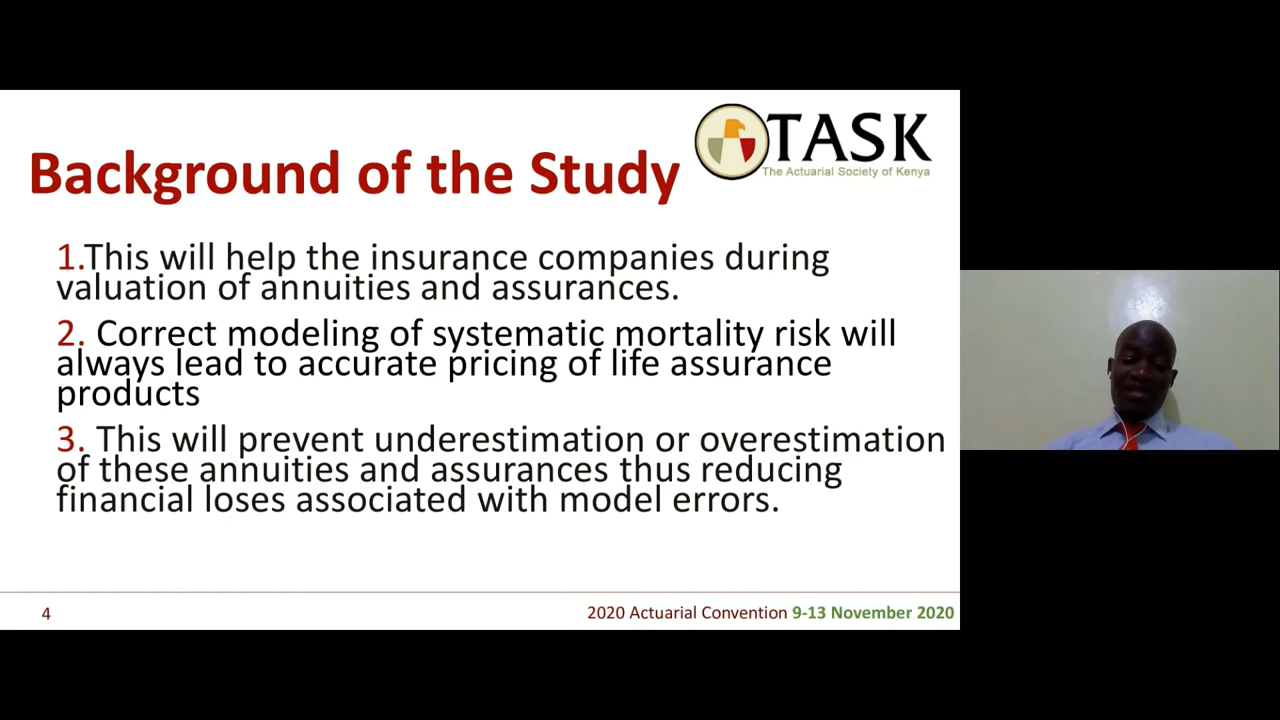 TASK
The Actuarial Society of Kenya
Background of the Study
1.This will help the insurance companies during
valuation of annuities and assurances.
2. Correct modeling of systematic mortality risk will
always lead to accurate pricing of life assurance
products
3. This will prevent underestimation or overestimation
of these annuities and assurances thus reducing
financial loses associated with model errors.
4
2020 Actuarial Convention 9-13 November 2020